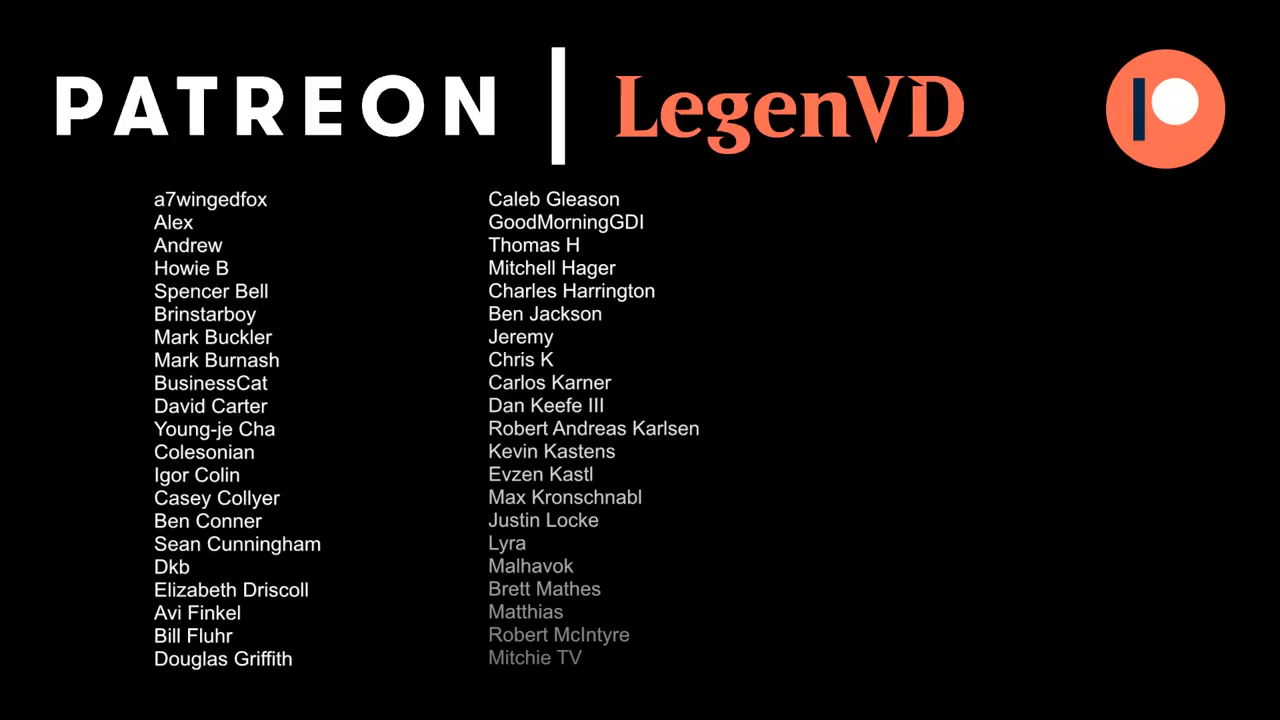 PATREON | LegenVD
a7wingedfox
Alex
Andrew
Howie B
Spencer Bell
Brinstarboy
Mark Buckler
Mark Burnash
BusinessCat
David Carter
Young-je Cha
Colesonian
Igor Colin
Casey Collyer
Ben Conner
Sean Cunningham
Dkb
Elizabeth Driscoll
Avi Finkel
Bill Fluhr
Douglas Griffith
Caleb Gleason
GoodMorningGDI
Thomas H
Mitchell Hager
Charles Harrington
Ben Jackson
Jeremy
Chris K
Carlos Karner
Dan Keefe III
Robert Andreas Karlsen
Kevin Kastens
Evzen Kastl
Max Kronschnabl
Justin Locke
Lyra
Malhavok
Brett Mathes
Matthias
Robert McIntyre
Mitchie TV